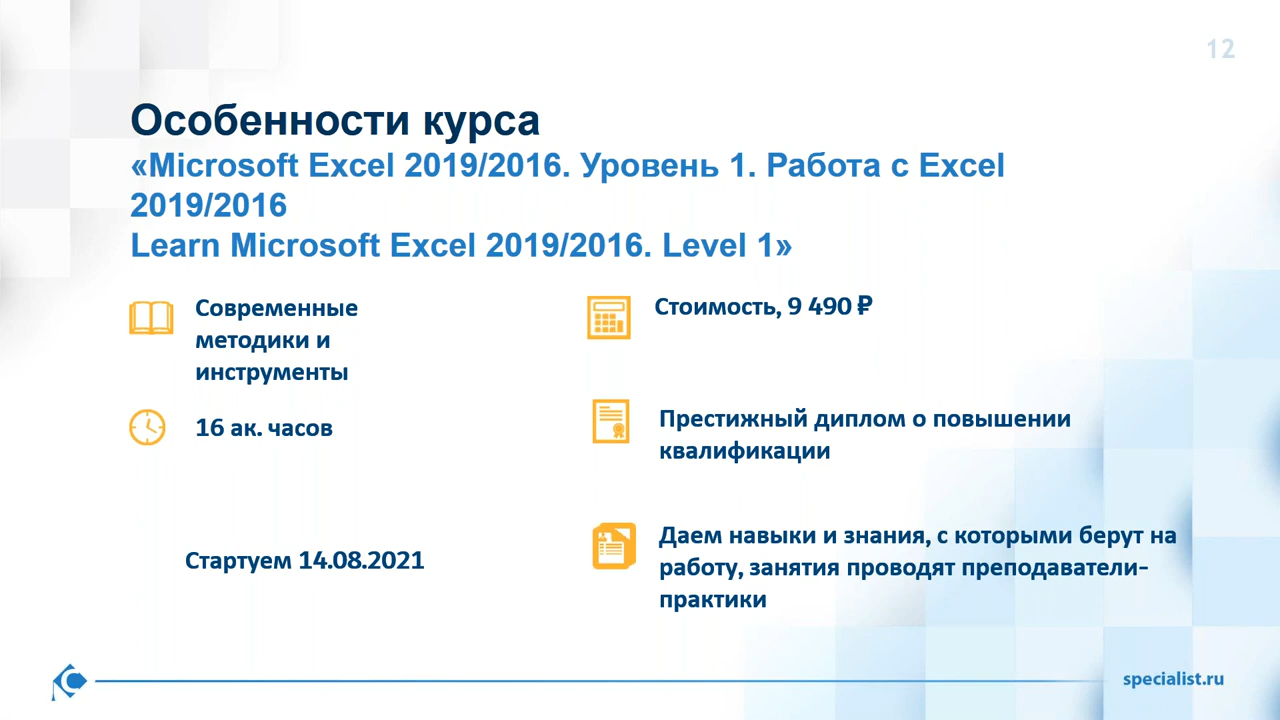 12
Особенности курса
«Microsoft Excel 2019/2016. Уровень 1. Работа с Excel
2019/2016
Learn Microsoft Excel 2019/2016. Level 1»
Современные
методики и
инструменты
16 ак. часов
Стартуем 14.08.2021
Стоимость, 9 490 ₽
Престижный диплом о повышении
квалификации
Даем навыки и знания, с которыми берут на
работу, занятия проводят преподаватели-
практики
specialist.ru